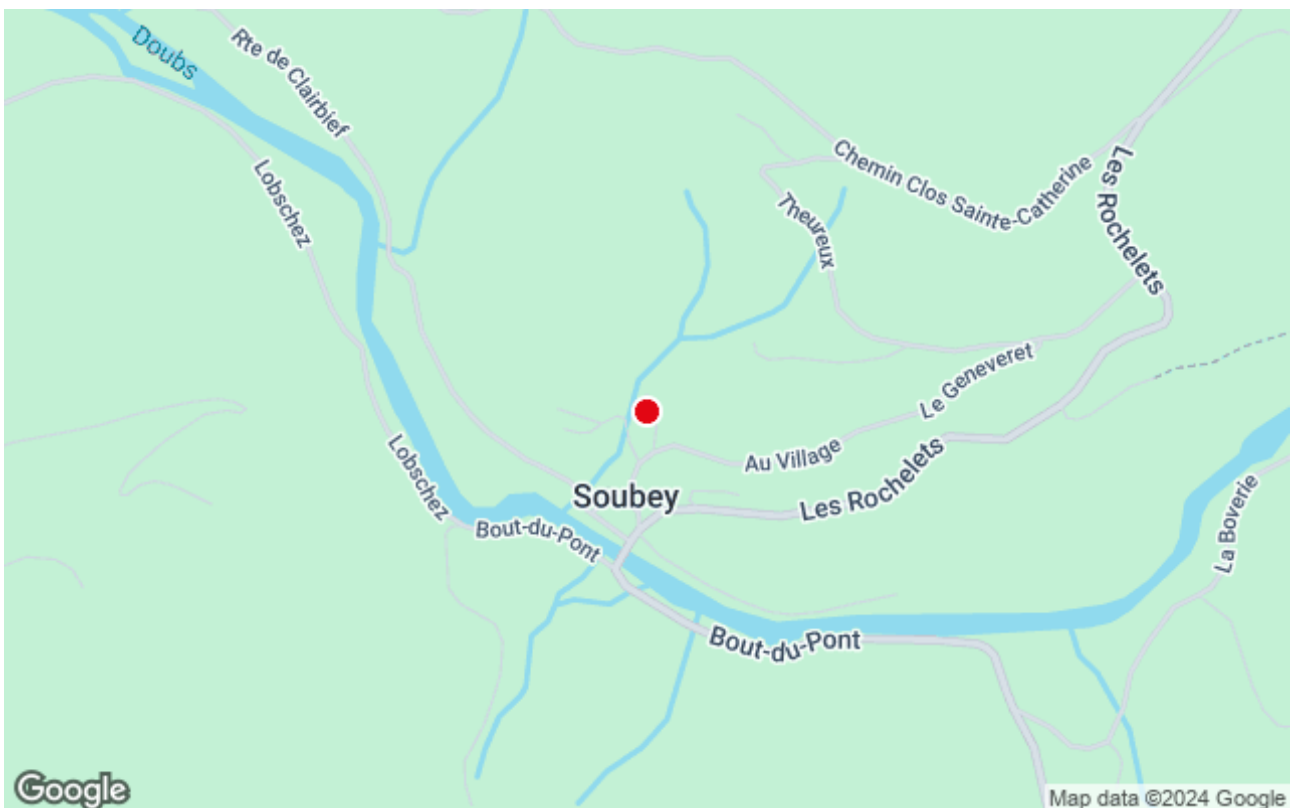 Doubs
Rte de Clairbief
Lobschez
Chemin Clos Sainte-Catherine
Les Rochelets
Theureux
Le Geneveret
Au Village
Les Rochelets
Lobschez
Soubey
Bout-du-Pont
La Boverie
Bout-du-Pont
Google
Map data ©2024 Google